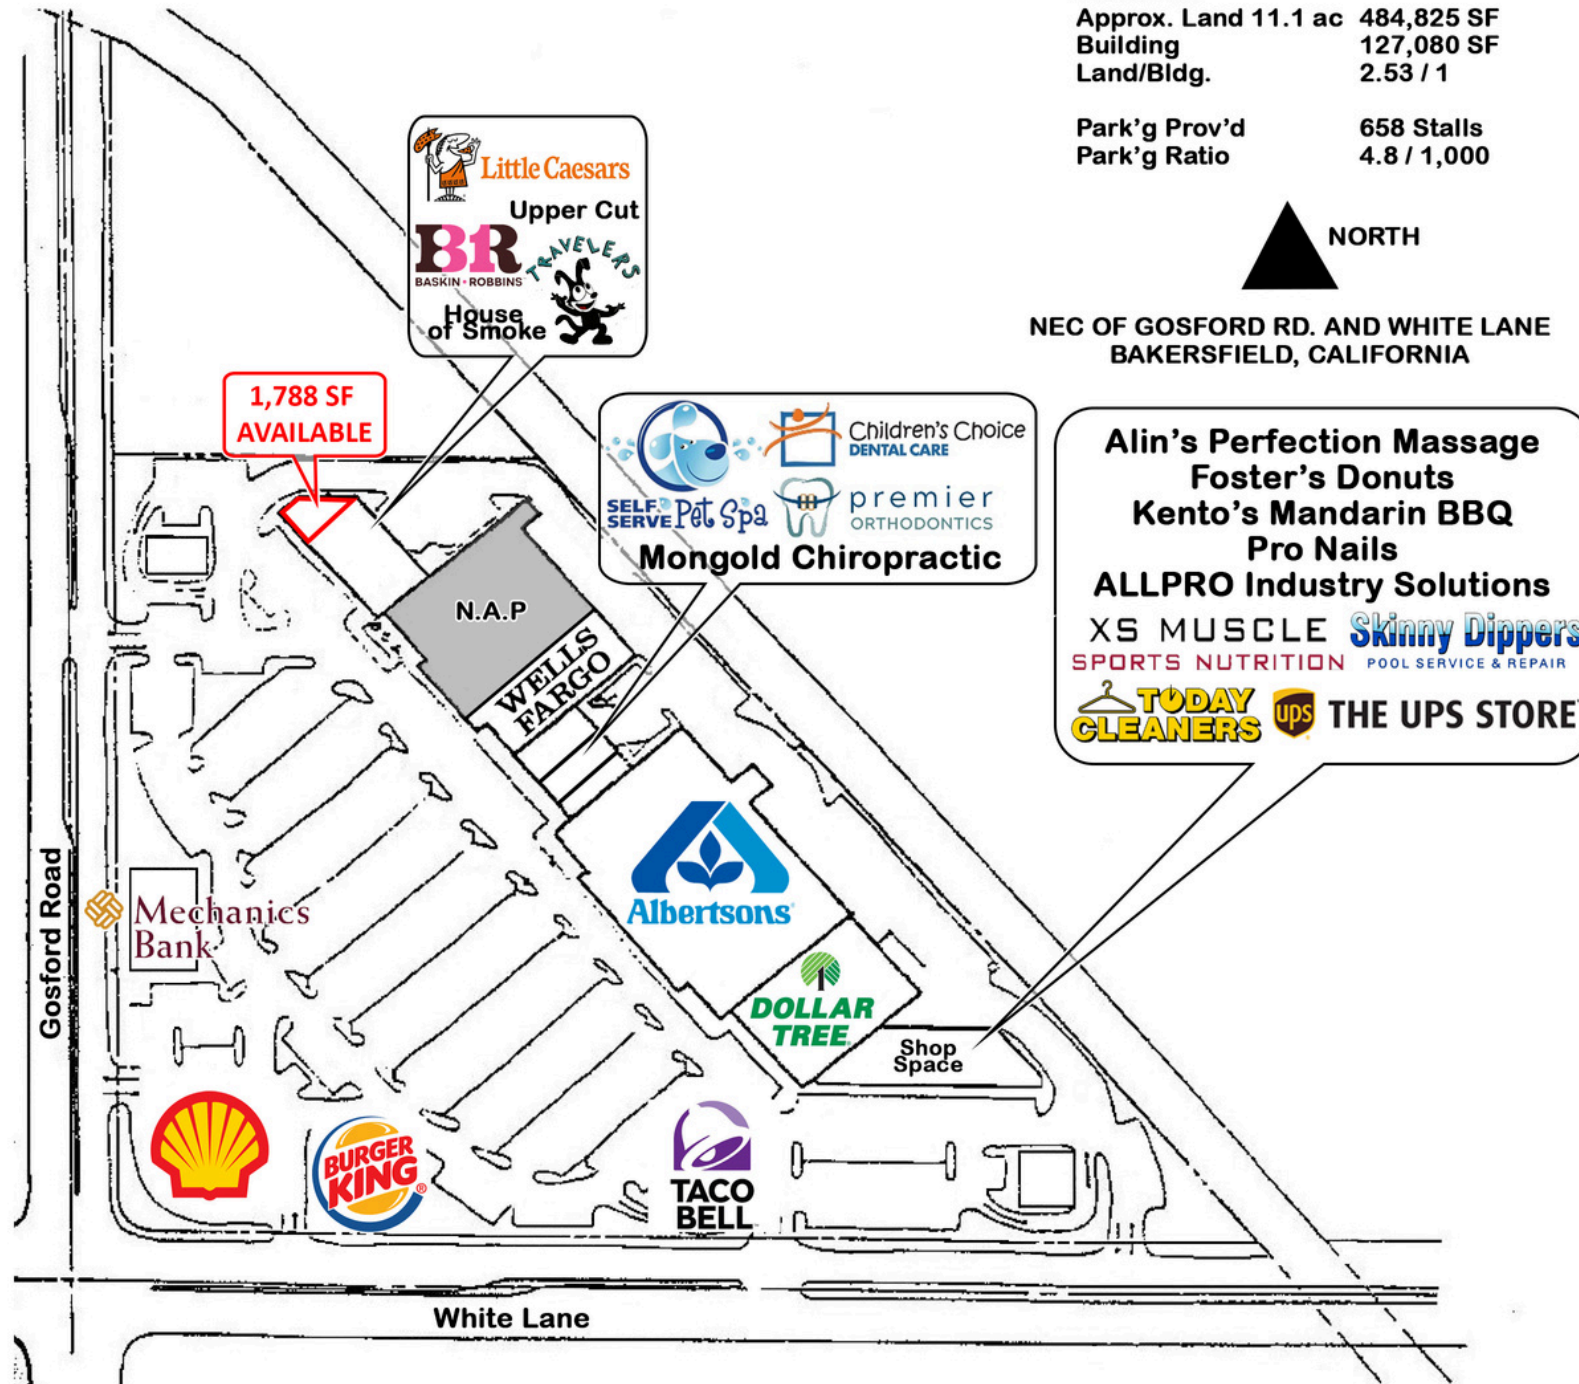 Approx. Land 11.1 ac 484,825 SF
Building 127,080 SF
Land/Bldg. 2.53 / 1
Park'g Prov'd 658 Stalls
Park'g Ratio 4.8 / 1,000
NORTH
NEC OF GOSFORD RD. AND WHITE LANE
BAKERSFIELD, CALIFORNIA
Little Caesars
Upper Cut
BR
BASKIN • ROBBINS
TRAVELERS
House
of Smoke
1,788 SF
AVAILABLE
SELF
SERVE Pet Spa
Children's Choice
DENTAL CARE
premier
ORTHODONTICS
Mongold Chiropractic
Alin's Perfection Massage
Foster's Donuts
Kento's Mandarin BBQ
Pro Nails
ALLPRO Industry Solutions
XS MUSCLE
SPORTS NUTRITION
Skinny Dippers
POOL SERVICE & REPAIR
TODAY
CLEANERS
ups THE UPS STORE
N.A.P
WELLS
FARGO
Albertsons
DOLLAR
TREE
Shop
Space
Mechanics
Bank
Gosford Road
BURGER
KING®
TACO
BELL
White Lane